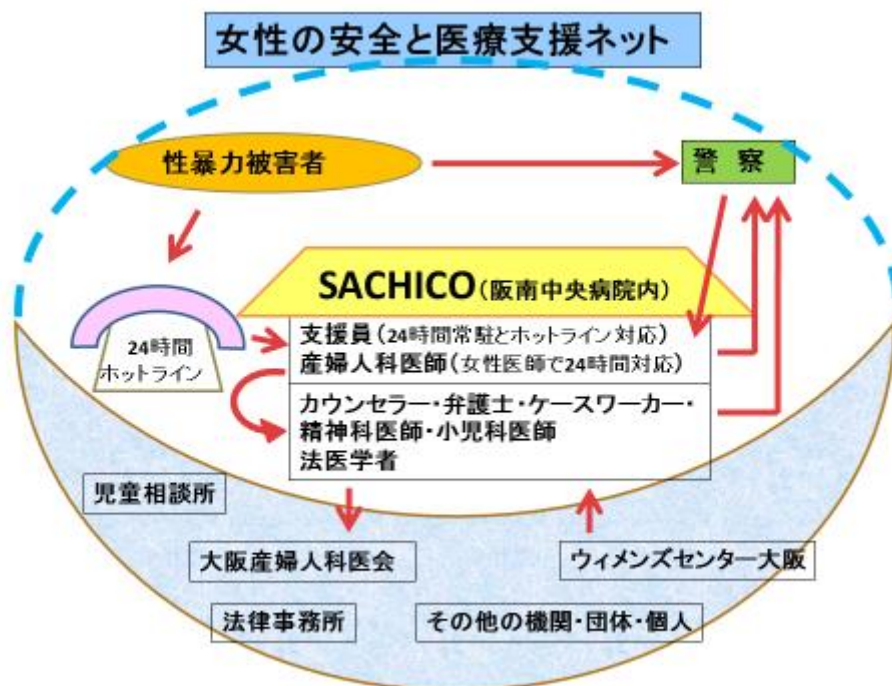 女性の安全と医療支援ネット
性暴力被害者
警 察
SACHICO(阪南中央病院内)
24時間
ホットライン
支援員(24時間常駐とホットライン対応)
産婦人科医師(女性医師で24時間対応)
カウンセラー・弁護士・ケースワーカー・
精神科医師・小児科医師
法医学者
児童相談所
大阪産婦人科医会
ウィメンズセンター大阪
法律事務所
その他の機関・団体・個人